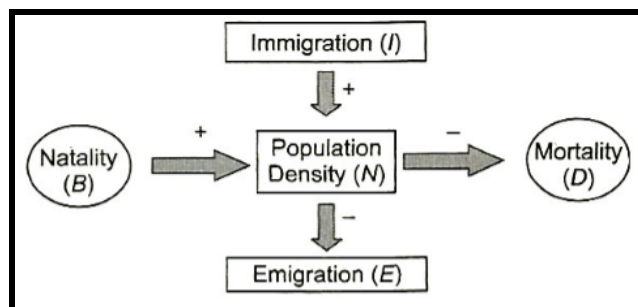 Immigration (I)
+
Natality
(B)
+
Population
Density (N)
–
Mortality
(D)
–
Emigration (E)